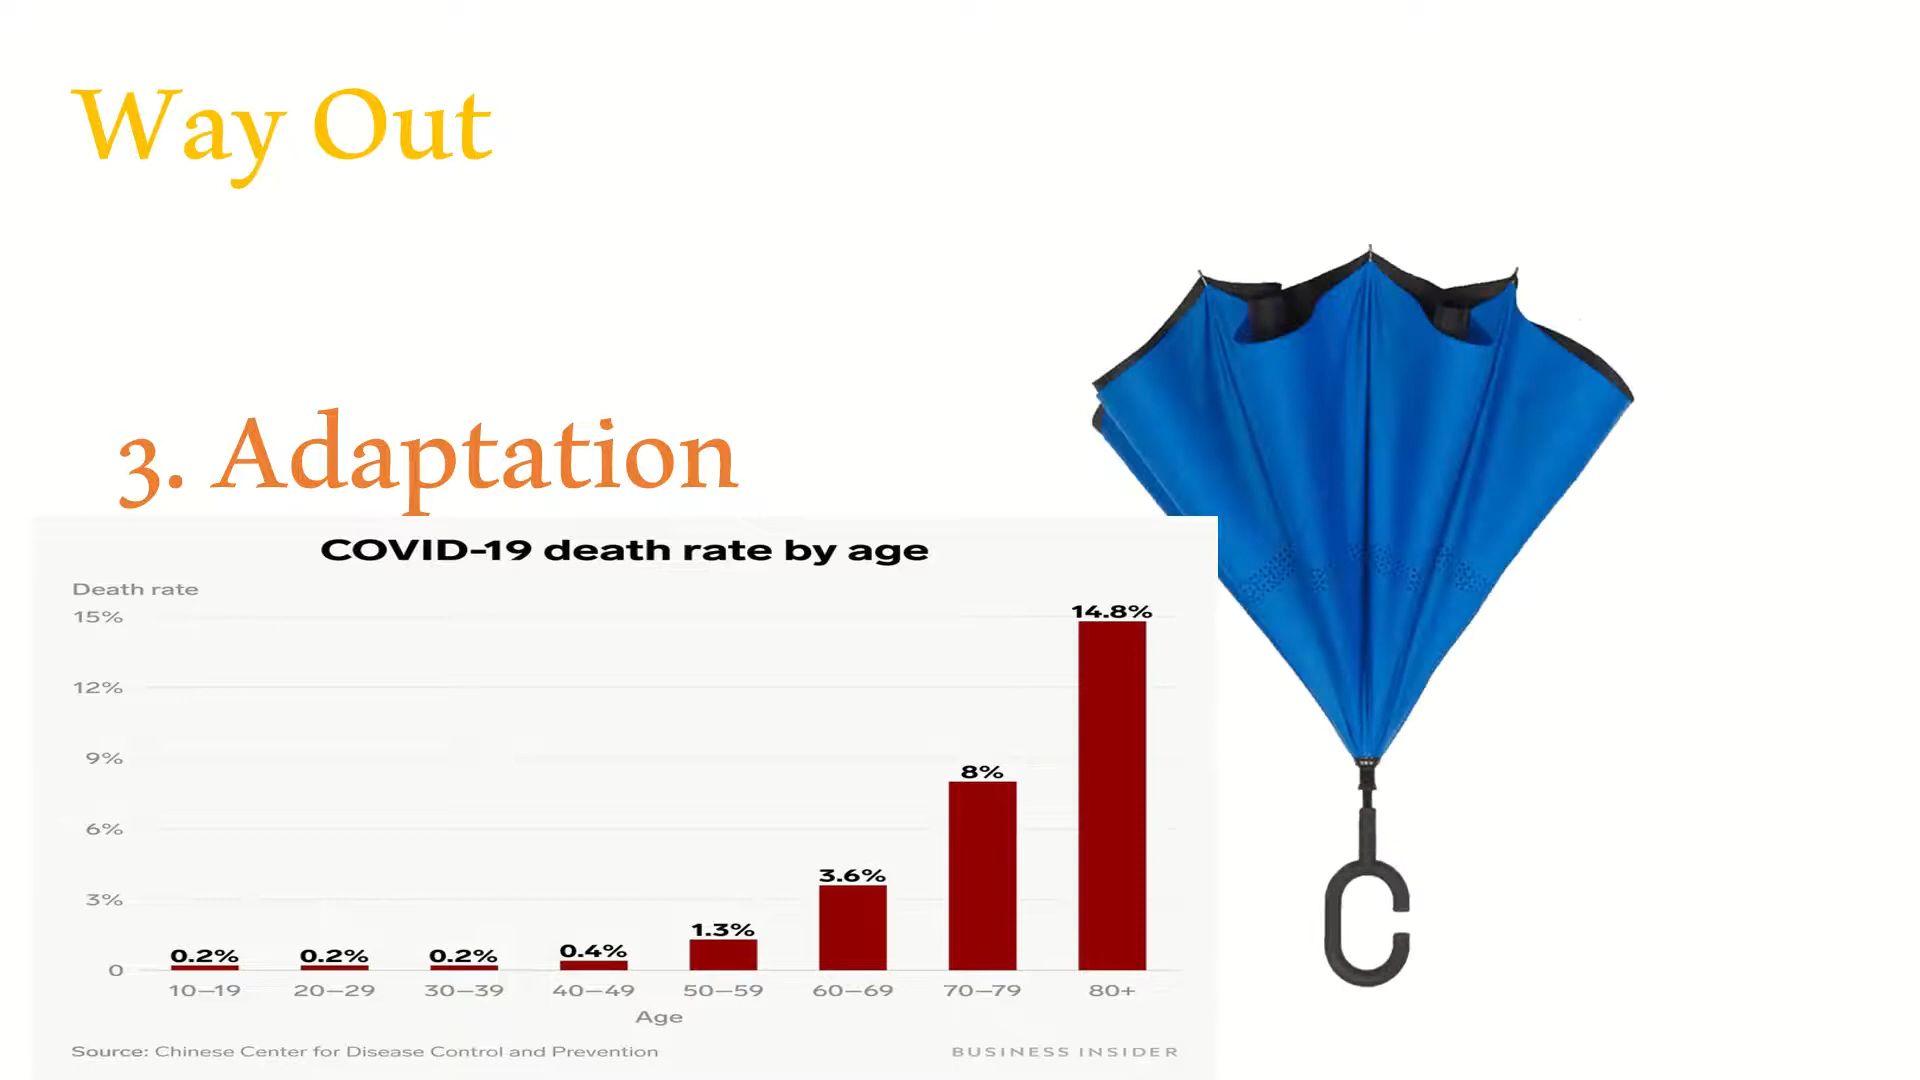 Way Out
3. Adaptation
COVID-19 death rate by age
Death rate
15%
12%
9%
6%
3%
0
0.2%
0.2%
0.2%
0.4%
1.3%
3.6%
8%
14.8%
10–19 20–29 30–39 40–49 50–59 60–69 70–79 80+
Age
Source: Chinese Center for Disease Control and Prevention
BUSINESS INSIDER